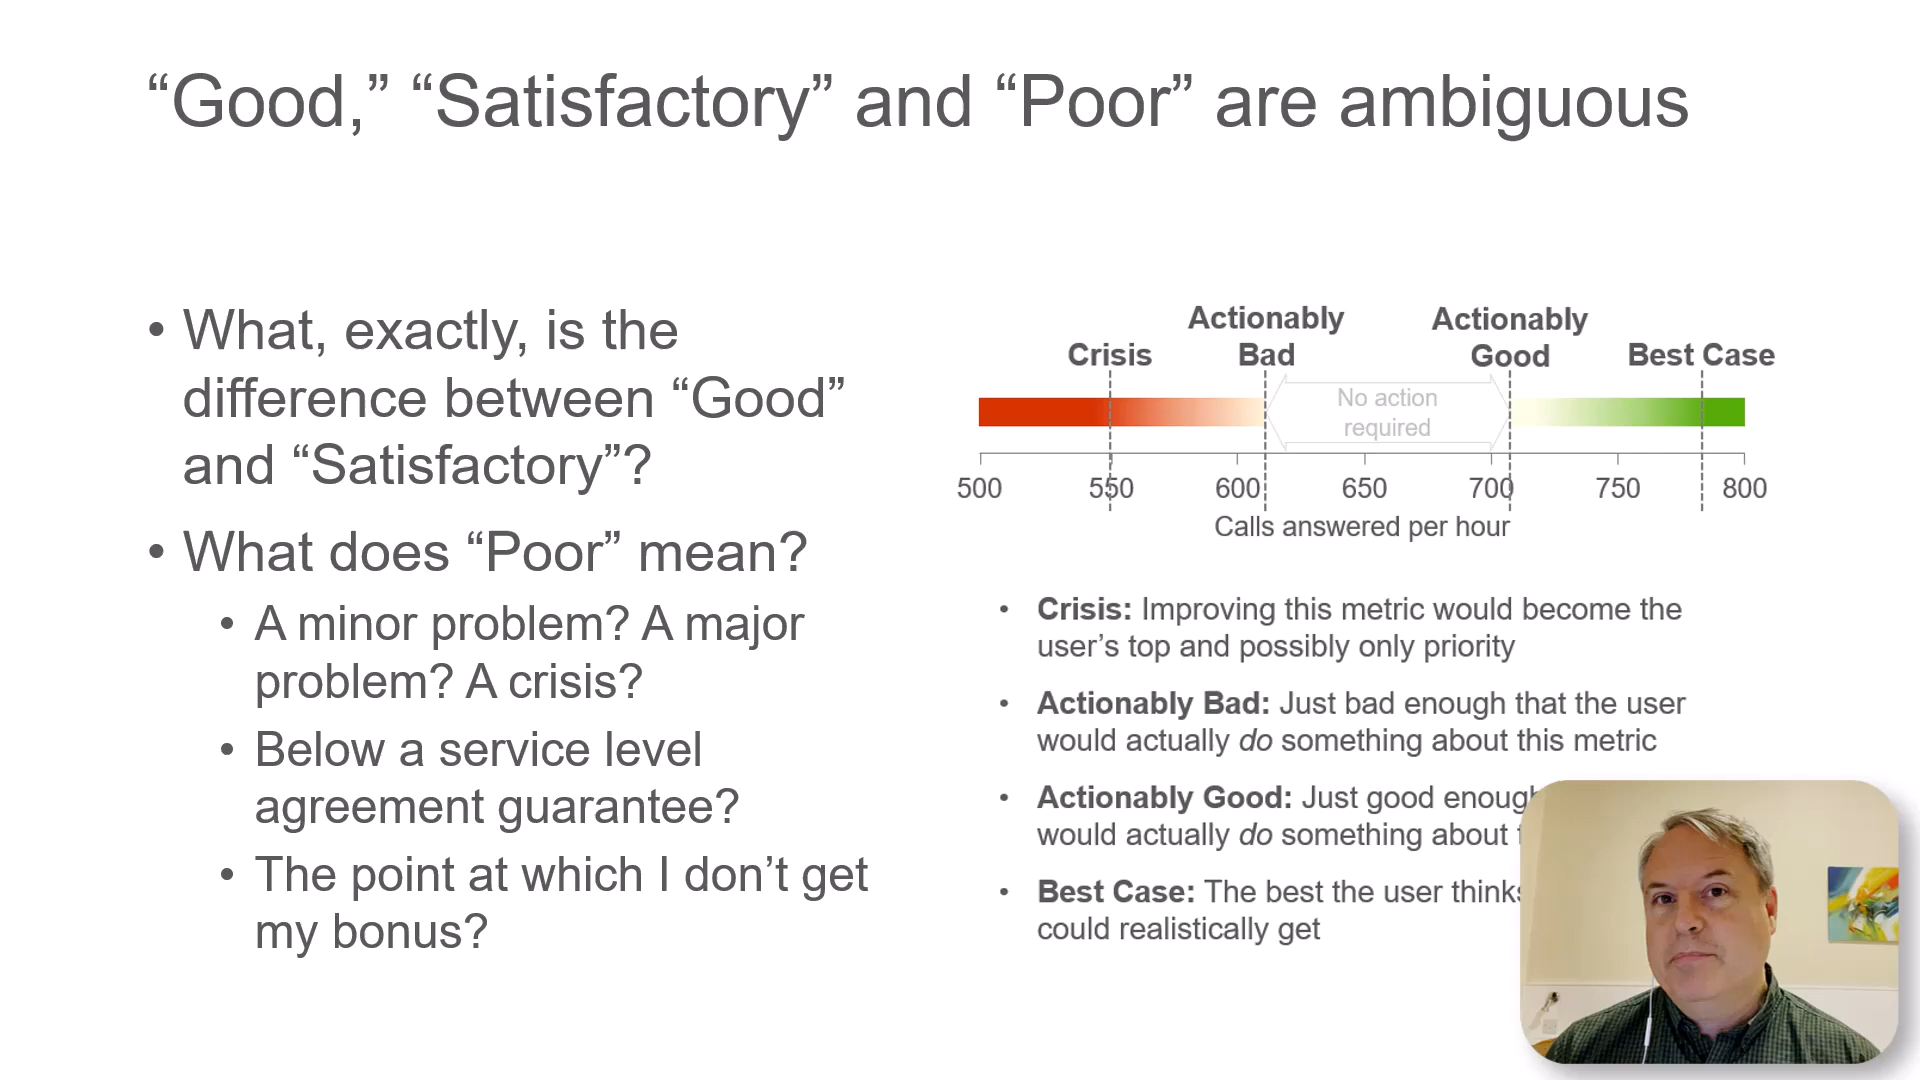 “Good,” “Satisfactory” and “Poor” are ambiguous
• What, exactly, is the
difference between “Good”
and “Satisfactory”?
• What does “Poor” mean?
• A minor problem? A major
problem? A crisis?
• Below a service level
agreement guarantee?
• The point at which I don’t get
my bonus?
Crisis
Actionably
Bad
Actionably
Good
Best Case
No action
required
500 550 600 650 700 750 800
Calls answered per hour
• Crisis: Improving this metric would become the
user’s top and possibly only priority
• Actionably Bad: Just bad enough that the user
would actually do something about this metric
• Actionably Good: Just good enough
would actually do something about
• Best Case: The best the user thinks
could realistically get